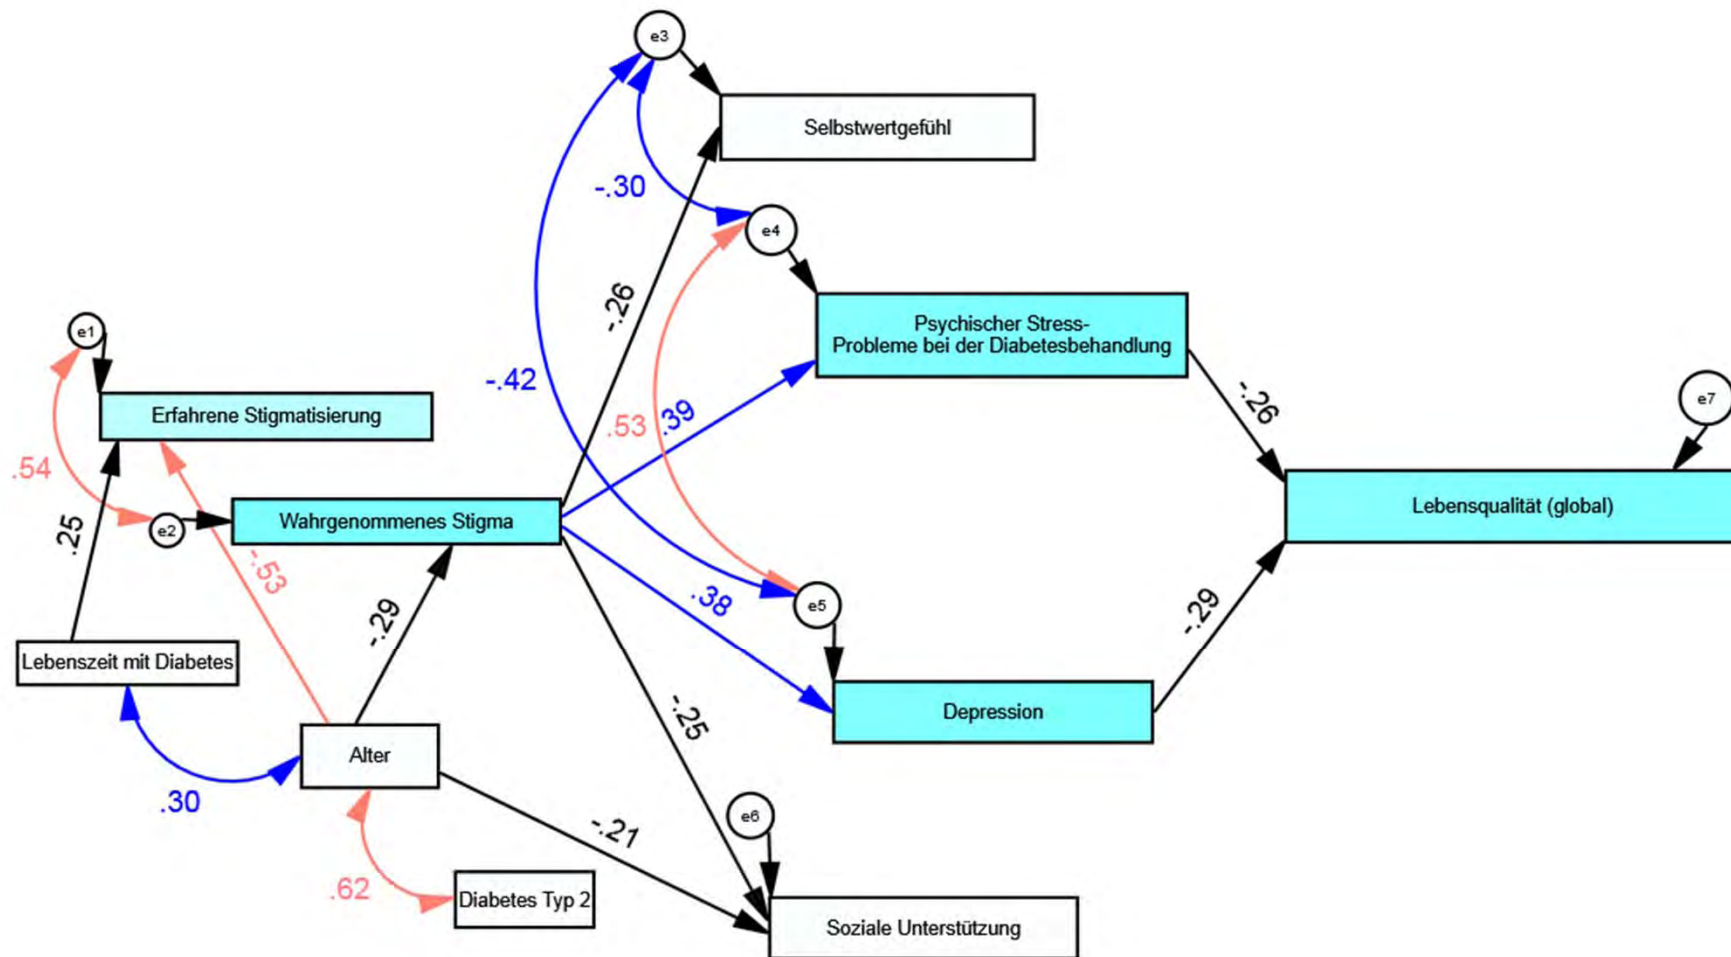 e3
Selbstwertgefühl
-.30
e4
-.26
Psychischer Stress-
Probleme bei der Diabetesbehandlung
e1
-.42
.53
.39
-.26
e7
Erfahrene Stigmatisierung
.54
.25
e2
Wahrgenommenes Stigma
Lebensqualität (global)
-.53
-.29
.38
e5
-.29
Lebenszeit mit Diabetes
-.25
Depression
Alter
.30
-.21
e6
.62
Diabetes Typ 2
Soziale Unterstützung